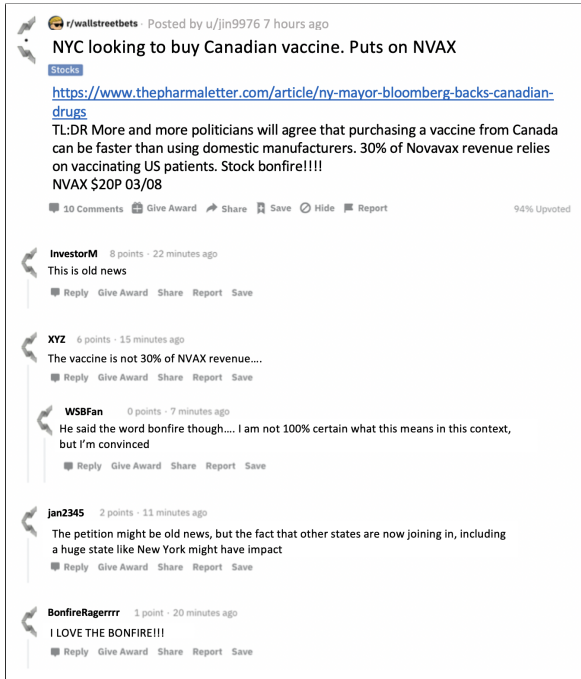 r/wallstreetbets · Posted by u/jin9976 7 hours ago
NYC looking to buy Canadian vaccine. Puts on NVAX
Stocks
https://www.thepharmaletter.com/article/ny-mayor-bloomberg-backs-canadian-
drugs
TL:DR More and more politicians will agree that purchasing a vaccine from Canada
can be faster than using domestic manufacturers. 30% of Novavax revenue relies
on vaccinating US patients. Stock bonfire!!!!
NVAX $20P 03/08
10 Comments Give Award Share Save Hide Report 94% Upvoted
InvestorM 8 points · 22 minutes ago
This is old news
Reply Give Award Share Report Save
XYZ 6 points · 15 minutes ago
The vaccine is not 30% of NVAX revenue….
Reply Give Award Share Report Save
WSBFan 0 points · 7 minutes ago
He said the word bonfire though…. I am not 100% certain what this means in this context,
but I’m convinced
Reply Give Award Share Report Save
jan2345 2 points · 11 minutes ago
The petition might be old news, but the fact that other states are now joining in, including
a huge state like New York might have impact
Reply Give Award Share Report Save
BonfireRagerrrr 1 point · 20 minutes ago
I LOVE THE BONFIRE!!!
Reply Give Award Share Report Save